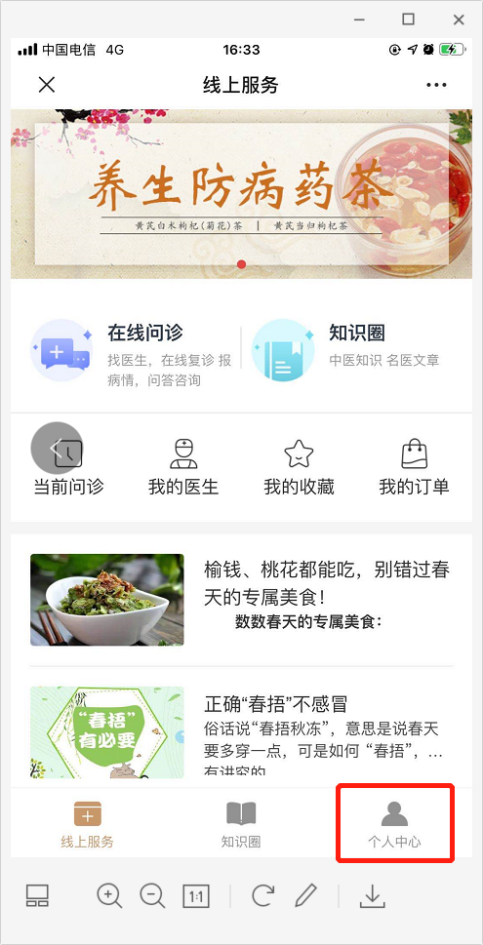 中国电信 4G 16:33
线上服务
养生防病药茶
黄芪白术枸杞(菊花)茶 | 黄芪当归枸杞茶
在线问诊
找医生，在线复诊 报
病情，问答咨询
知识圈
中医知识 名医文章
当前问诊 我的医生 我的收藏 我的订单
榆钱、桃花都能吃，别错过春
天的专属美食！
数数春天的专属美食：
“春捂”
有必要
正确“春捂”不感冒
俗话说“春捂秋冻”，意思是说春天
要多穿一点，可是如何 “春捂”，...
有讲究的
线上服务 知识圈 个人中心
1:1